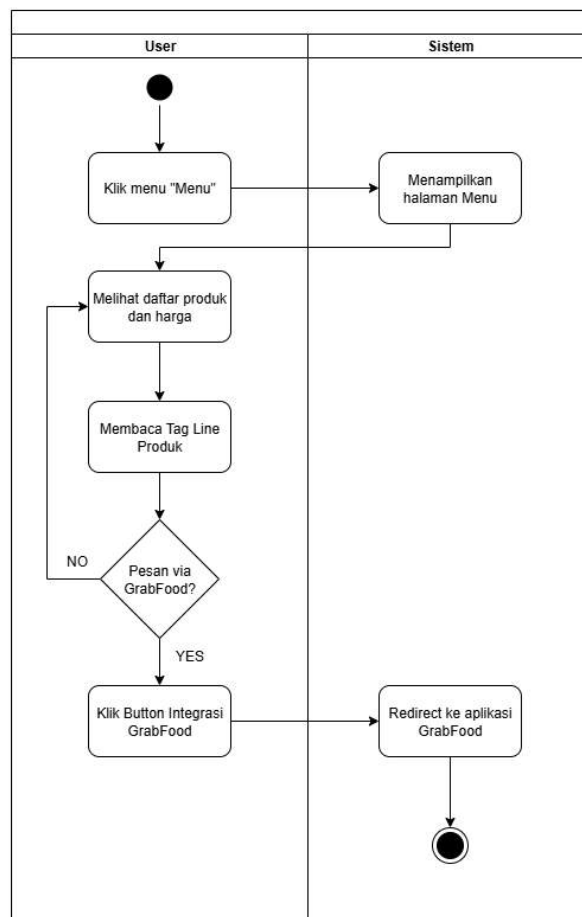 User
Sistem
Klik menu "Menu"
Menampilkan
halaman Menu
Melihat daftar produk
dan harga
Membaca Tag Line
Produk
NO
Pesan via
GrabFood?
YES
Klik Button Integrasi
GrabFood
Redirect ke aplikasi
GrabFood